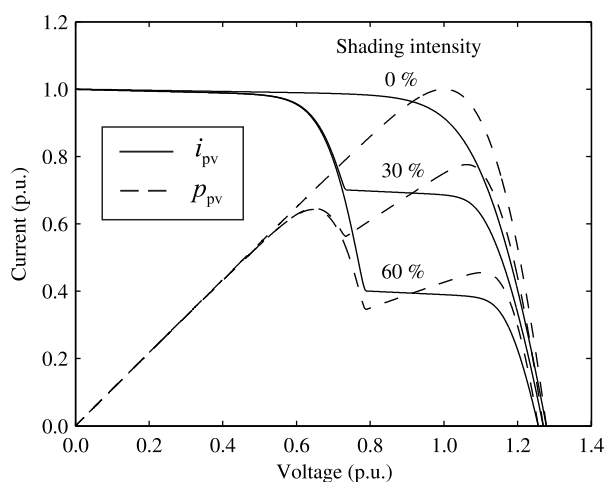 1.2
Shading intensity
0 %
1.0
i_pv
p_pv
30 %
0.8
0.6
60 %
0.4
0.2
0.0
Current (p.u.)
0.0 0.2 0.4 0.6 0.8 1.0 1.2 1.4
Voltage (p.u.)